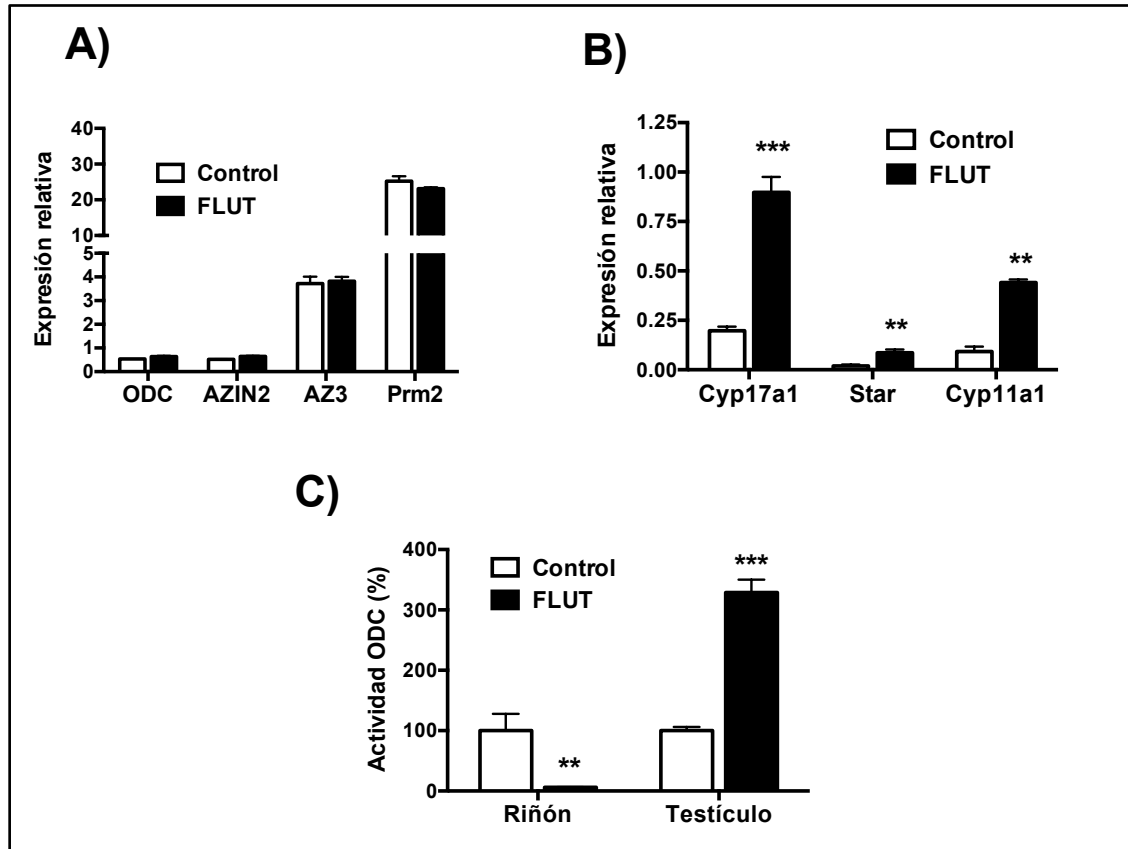 A)
Expresión relativa
40
30
20
10
5
4
3
2
1
0
Control
FLUT
ODC AZIN2 AZ3 Prm2
B)
Expresión relativa
1.25
1.00
0.75
0.50
0.25
0.00
Control
FLUT
***
**
**
Cyp17a1 Star Cyp11a1
C)
Actividad ODC (%)
400
300
200
100
0
Control
FLUT
**
***
Riñón Testículo